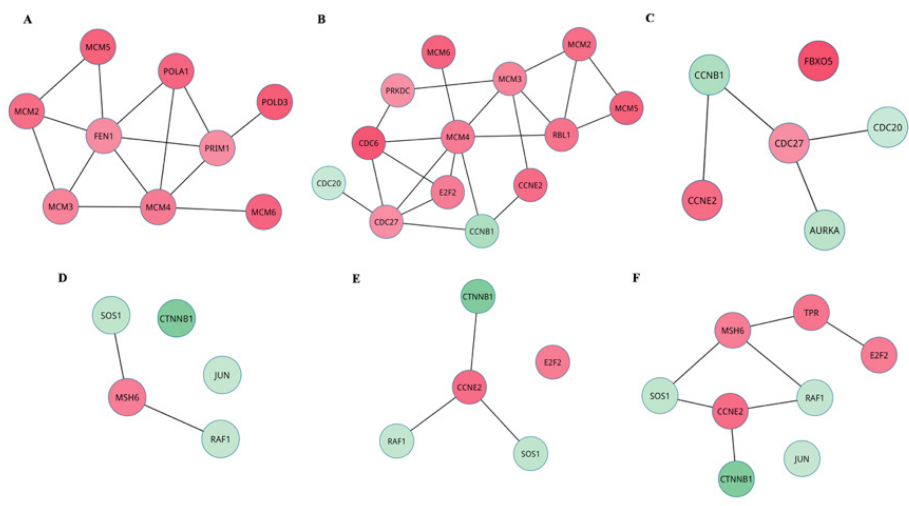 A
MCM5
POLA1
POLD3
MCM2
FEN1
PRIM1
MCM3
MCM4
MCM6
B
MCM6
MCM2
MCM3
PRKDC
MCM5
CDC6
MCM4
RBL1
CDC20
E2F2
CCNE2
CDC27
CCNB1
C
FBXO5
CCNB1
CDC20
CDC27
CCNE2
AURKA
D
SOS1
CTNNB1
JUN
MSH6
RAF1
E
CTNNB1
E2F2
CCNE2
RAF1
SOS1
F
TPR
MSH6
E2F2
SOS1
RAF1
CCNE2
JUN
CTNNB1